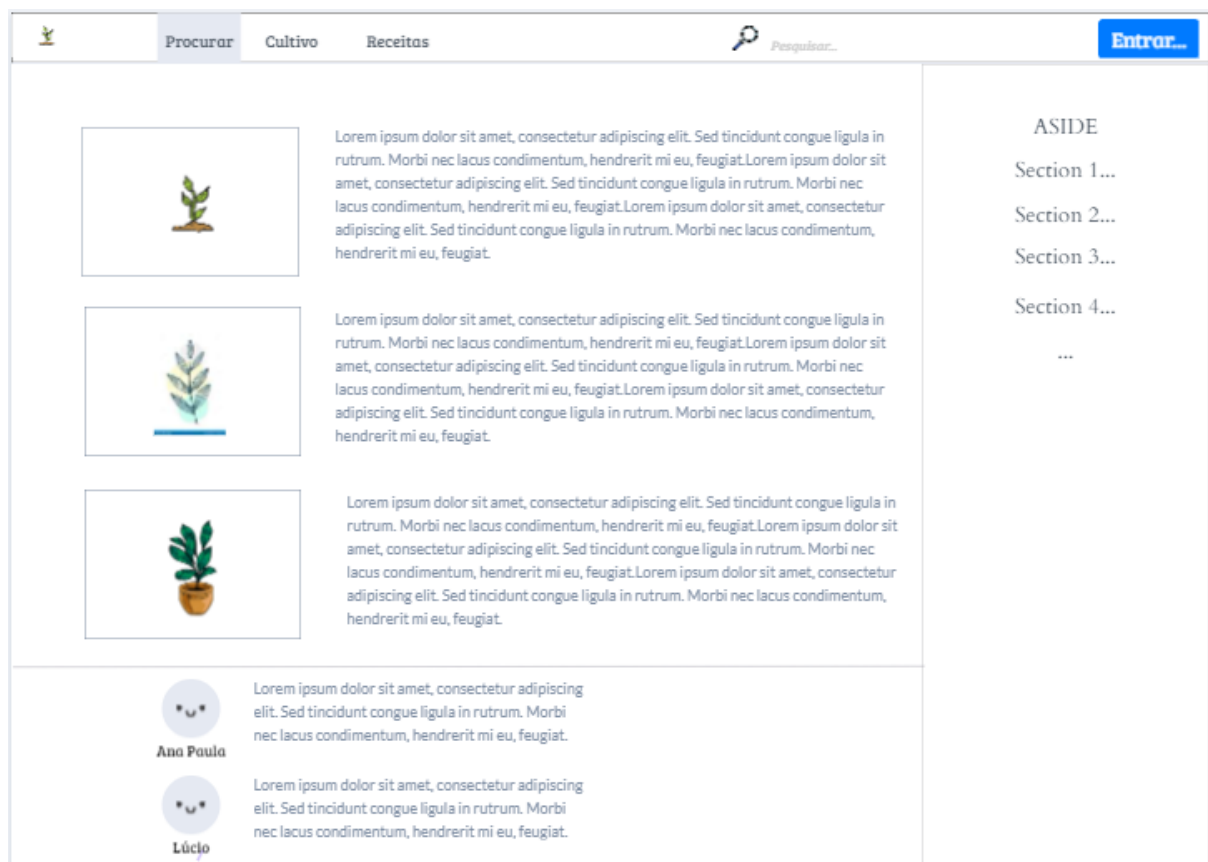 Procurar Cultivo Receitas Pesquisar... Entrar...
Lorem ipsum dolor sit amet, consectetur adipiscing elit. Sed tincidunt congue ligula in
rutrum. Morbi nec lacus condimentum, hendrerit mi eu, feugiat.Lorem ipsum dolor sit
amet, consectetur adipiscing elit. Sed tincidunt congue ligula in rutrum. Morbi nec
lacus condimentum, hendrerit mi eu, feugiat.Lorem ipsum dolor sit amet, consectetur
adipiscing elit. Sed tincidunt congue ligula in rutrum. Morbi nec lacus condimentum,
hendrerit mi eu, feugiat.
Lorem ipsum dolor sit amet, consectetur adipiscing elit. Sed tincidunt congue ligula in
rutrum. Morbi nec lacus condimentum, hendrerit mi eu, feugiat.Lorem ipsum dolor sit
amet, consectetur adipiscing elit. Sed tincidunt congue ligula in rutrum. Morbi nec
lacus condimentum, hendrerit mi eu, feugiat.Lorem ipsum dolor sit amet, consectetur
adipiscing elit. Sed tincidunt congue ligula in rutrum. Morbi nec lacus condimentum,
hendrerit mi eu, feugiat.
Lorem ipsum dolor sit amet, consectetur adipiscing elit. Sed tincidunt congue ligula in
rutrum. Morbi nec lacus condimentum, hendrerit mi eu, feugiat.Lorem ipsum dolor sit
amet, consectetur adipiscing elit. Sed tincidunt congue ligula in rutrum. Morbi nec
lacus condimentum, hendrerit mi eu, feugiat.Lorem ipsum dolor sit amet, consectetur
adipiscing elit. Sed tincidunt congue ligula in rutrum. Morbi nec lacus condimentum,
hendrerit mi eu, feugiat.
Lorem ipsum dolor sit amet, consectetur adipiscing
elit. Sed tincidunt congue ligula in rutrum. Morbi
nec lacus condimentum, hendrerit mi eu, feugiat.
Ana Paula
Lorem ipsum dolor sit amet, consectetur adipiscing
elit. Sed tincidunt congue ligula in rutrum. Morbi
nec lacus condimentum, hendrerit mi eu, feugiat.
Lúcio
ASIDE
Section 1...
Section 2...
Section 3...
Section 4...
...